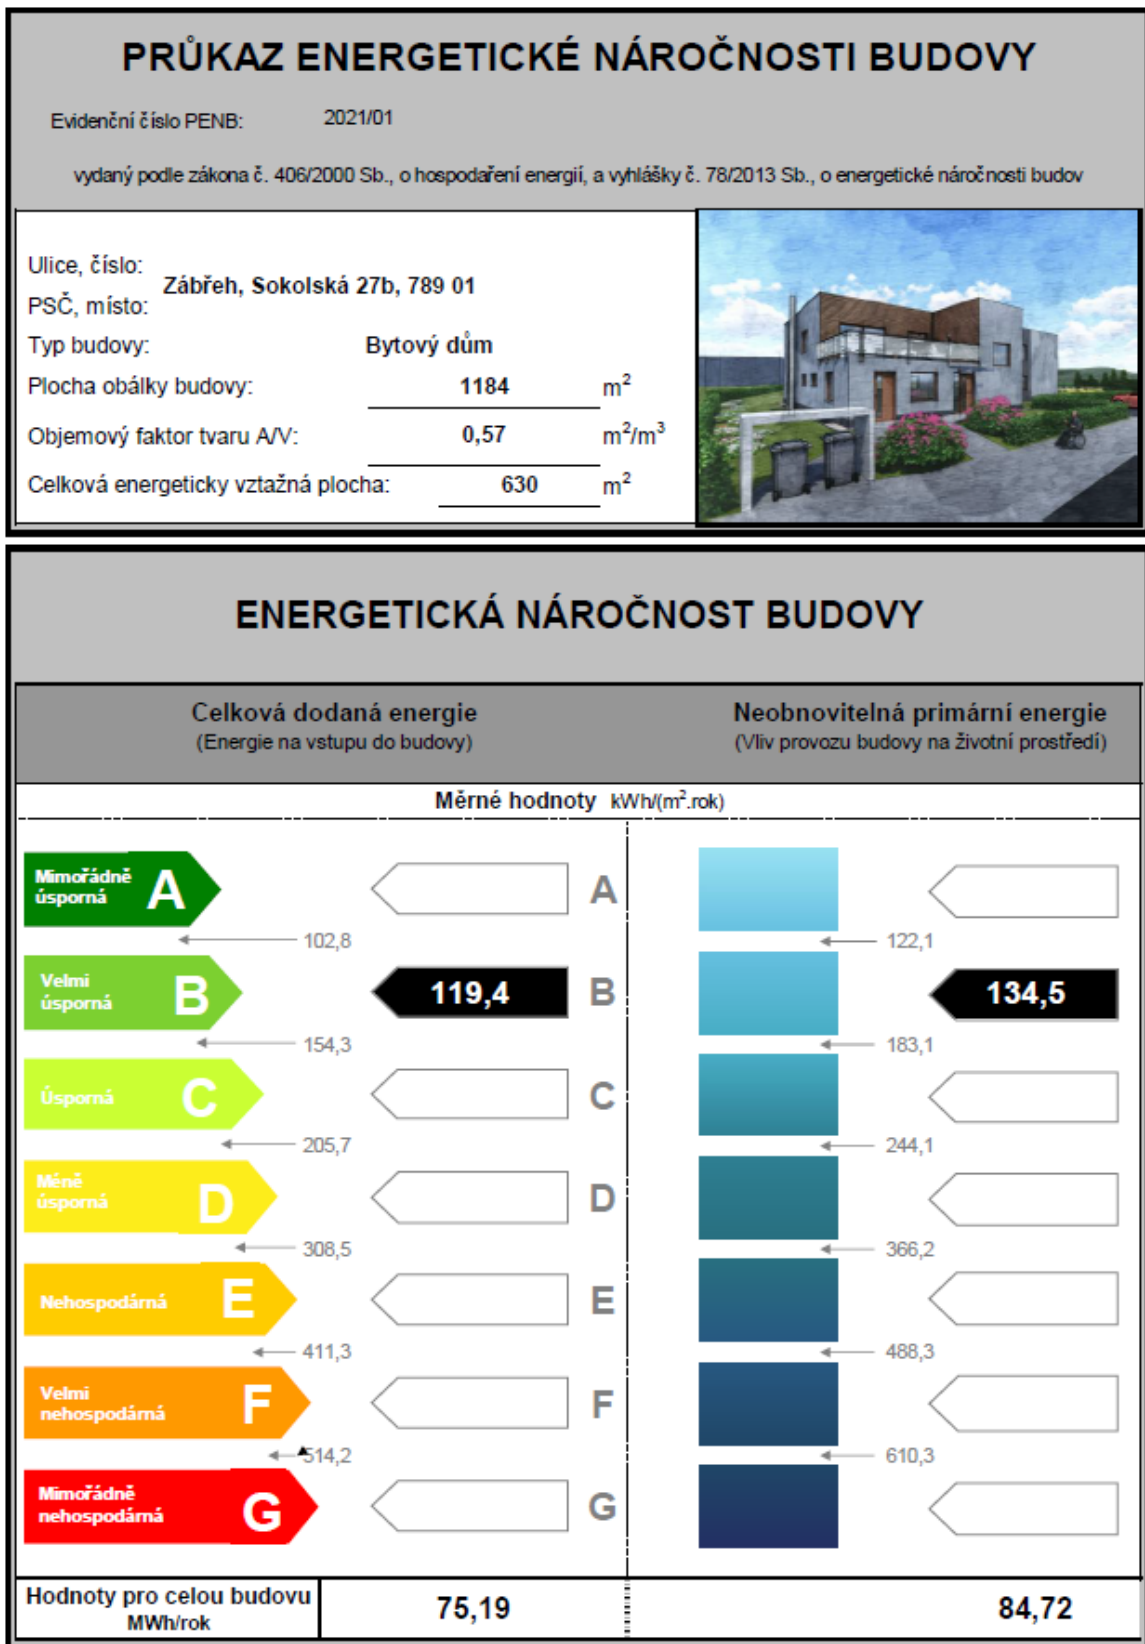 PRŮKAZ ENERGETICKÉ NÁROČNOSTI BUDOVY
Evidenční číslo PENB: 2021/01
vydaný podle zákona č. 406/2000 Sb., o hospodaření energií, a vyhlášky č. 78/2013 Sb., o energetické náročnosti budov
Ulice, číslo:
Zábřeh, Sokolská 27b, 789 01
PSČ, místo:
Typ budovy: Bytový dům
Plocha obálky budovy: 1184 m²
Objemový faktor tvaru A/V: 0,57 m²/m³
Celková energeticky vztažná plocha: 630 m²
ENERGETICKÁ NÁROČNOST BUDOVY
Celková dodaná energie Neobnovitelná primární energie
(Energie na vstupu do budovy) (Vliv provozu budovy na životní prostředí)
Měrné hodnoty kWh/(m².rok)
Mimořádně úsporná A A
102,8 122,1
Velmi úsporná B 119,4 B 134,5
154,3 183,1
Úsporná C C
205,7 244,1
Méně úsporná D D
308,5 366,2
Nehospodárná E E
411,3 488,3
Velmi nehospodárná F F
514,2 610,3
Mimořádně nehospodárná G G
Hodnoty pro celou budovu
MWh/rok 75,19 84,72